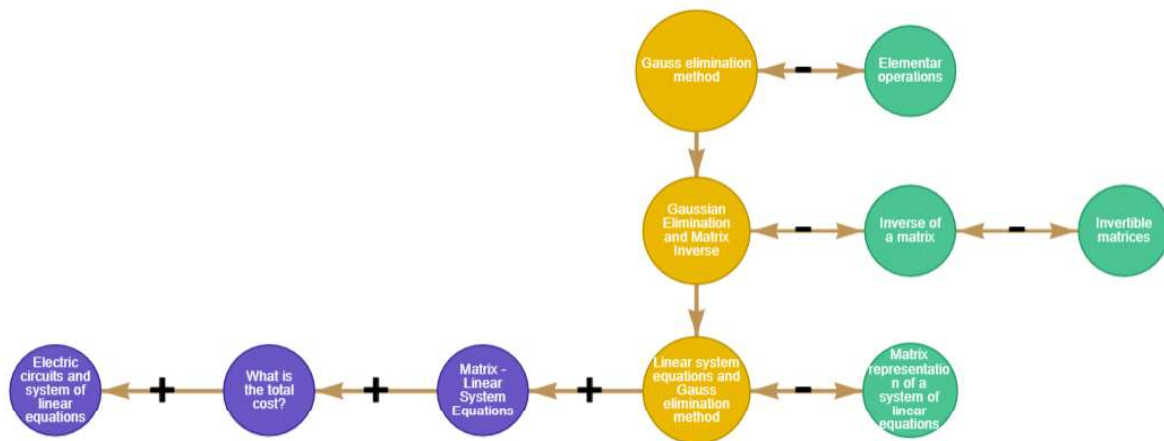 Gauss elimination
method
Elementar
operations
Gaussian
Elimination
and Matrix
Inverse
Inverse of
a matrix
Invertible
matrices
Electric
circuits and
system of
linear
equations
What is
the total
cost?
Matrix -
Linear
System
Equations
Linear system
equations and
Gauss
elimination
method
Matrix
representatio
n of a
system of
linear
equations